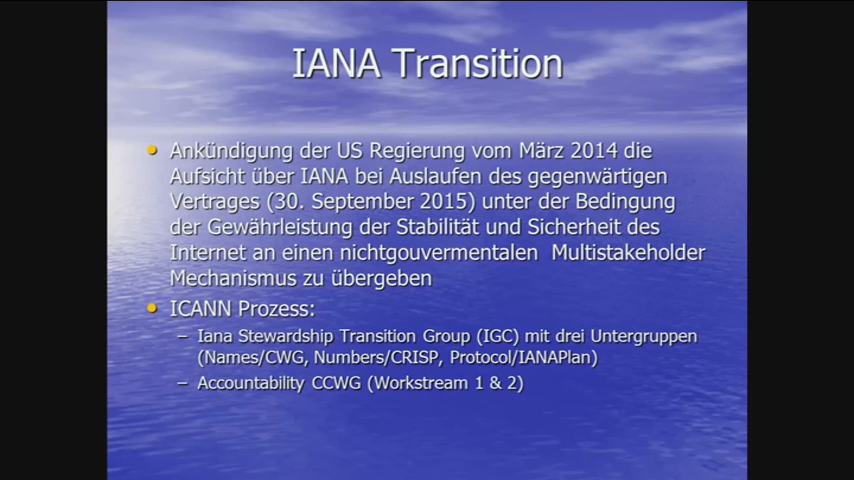 IANA Transition
Ankündigung der US Regierung vom März 2014 die
Aufsicht über IANA bei Auslaufen des gegenwärtigen
Vertrages (30. September 2015) unter der Bedingung
der Gewährleistung der Stabilität und Sicherheit des
Internet an einen nichtgouvermentalen Multistakeholder
Mechanismus zu übergeben
ICANN Prozess:
– Iana Stewardship Transition Group (IGC) mit drei Untergruppen
(Names/CWG, Numbers/CRISP, Protocol/IANAPlan)
– Accountability CCWG (Workstream 1 & 2)